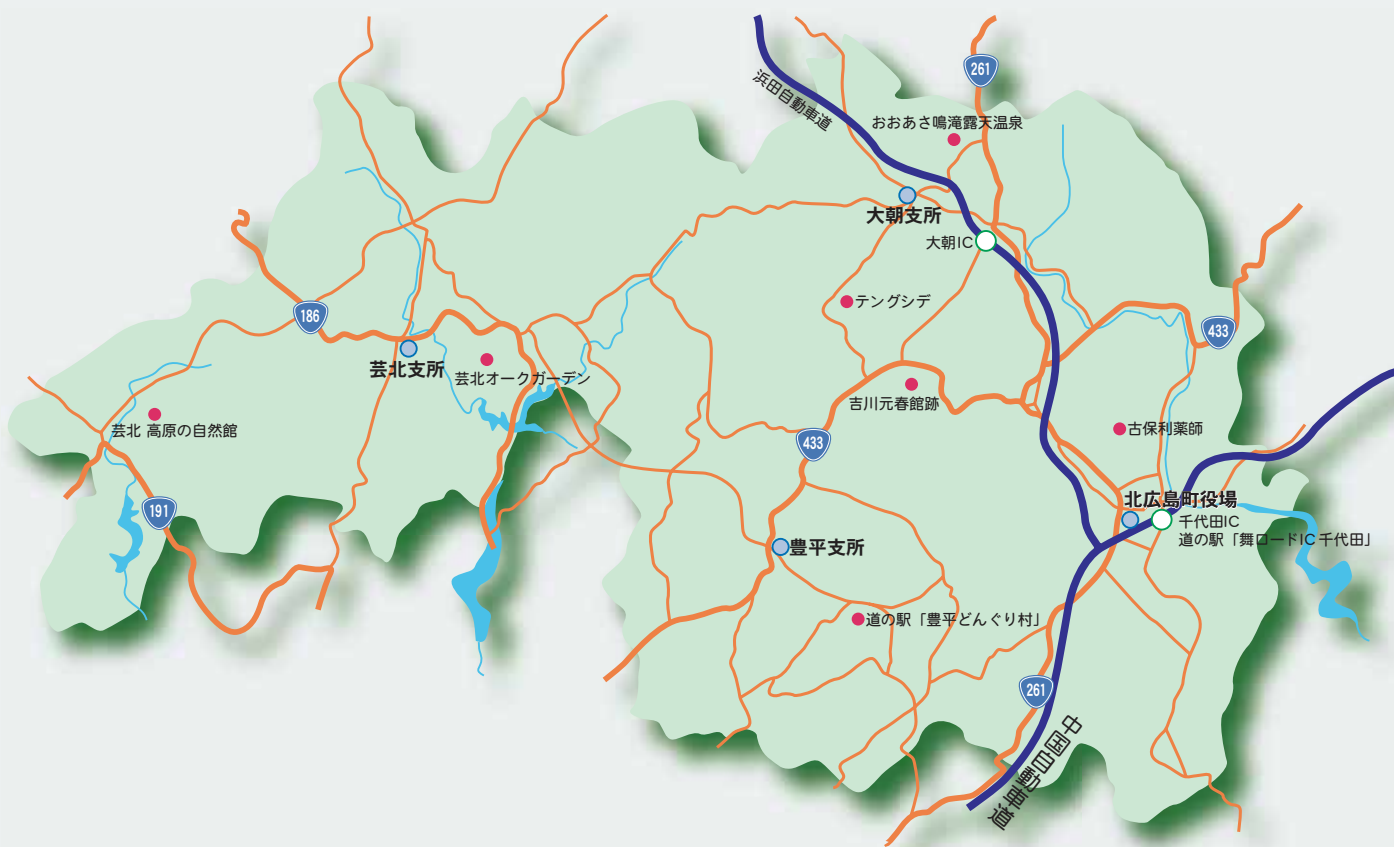 261
浜田自動車道
おおあさ鳴滝露天温泉
大朝支所
大朝IC
テングシデ
186
433
芸北支所
芸北オークガーデン
吉川元春館跡
芸北 高原の自然館
古保利薬師
433
191
北広島町役場
千代田IC
道の駅「舞ロードIC千代田」
豊平支所
道の駅「豊平どんぐり村」
261
中国自動車道